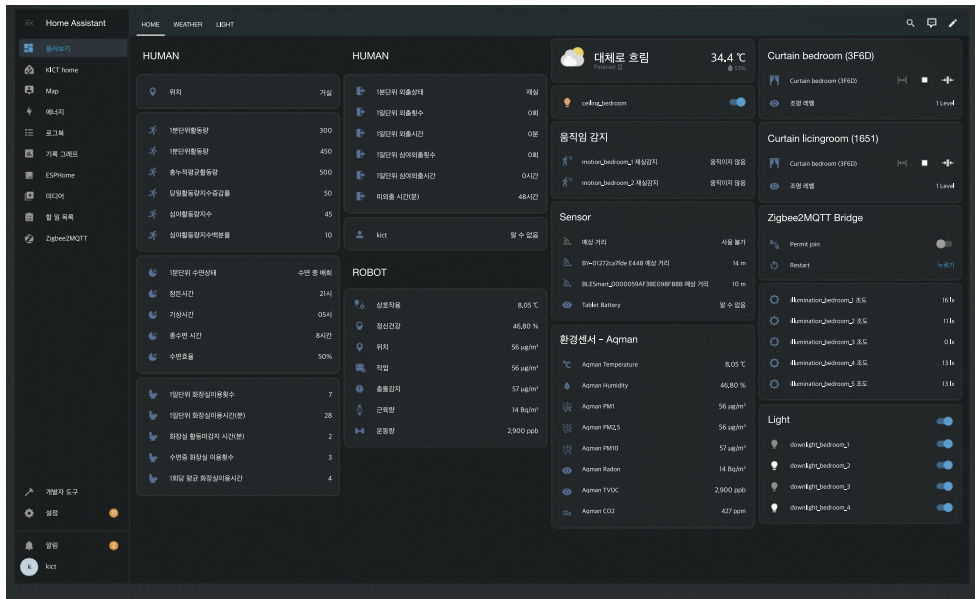 Home Assistant
둘러보기
KICT home
Map
에너지
로그북
기록 그래프
ESPHome
미디어
할 일 목록
Zigbee2MQTT
개발자 도구
설정
11
알림
2
k
kict
HOME WEATHER LIGHT
HUMAN
위치 거실
1분단위활동량 300
1분단위활동량 450
총누적평균활동량 500
당일활동량지수증감률 50
심야활동량지수 45
심야활동량지수백분율 10
1분단위 수면상태 수면 중 배회
잠든시간 21시
기상시간 05시
총수면 시간 8시간
수면효율 50%
1일단위 화장실이용횟수 7
1일단위 화장실이용시간(분) 28
화장실 활동미감지 시간(분) 2
수면중 화장실 이용횟수 3
1회당 평균 화장실이용시간 4
HUMAN
1분단위 외출상태 재실
1일단위 외출횟수 0회
1일단위 외출시간 0분
1일단위 심야외출횟수 0회
1일단위 심야외출시간 0시간
미외출 시간(분) 48시간
kict 알 수 없음
ROBOT
상호작용 8,05 ℃
정신건강 46,80 %
위치 56 μg/m³
작업 56 μg/m³
충돌감지 57 μg/m³
근력량 14 Bq/m³
운동량 2,900 ppb
대체로 흐림 34.4 ℃
Forecast 집 53%
ceiling_bedroom
움직임 감지
motion_bedroom_1 재실감지 움직이지 않음
motion_bedroom_2 재실감지 움직이지 않음
Sensor
예상 거리 사용 불가
BY-01272ca7fde E448 예상 거리 14 m
BLESmart_0000059AF3BE098FB8B 예상 거리 10 m
Tablet Battery 알 수 없음
환경센서 - Aqman
Aqman Temperature 8,05 ℃
Aqman Humidity 46,80 %
Aqman PM1 56 μg/m³
Aqman PM2,5 56 μg/m³
Aqman PM10 57 μg/m³
Aqman Radon 14 Bq/m³
Aqman TVOC 2,900 ppb
Aqman CO2 427 ppm
Curtain bedroom (3F6D)
Curtain bedroom (3F6D)
조명 레벨 1 Level
Curtain licingroom (1651)
Curtain bedroom (3F6D)
조명 레벨 1 Level
Zigbee2MQTT Bridge
Permit join
Restart 누르기
illumination_bedroom_1 조도 16 lx
illumination_bedroom_2 조도 11 lx
illumination_bedroom_3 조도 0 lx
illumination_bedroom_4 조도 13 lx
illumination_bedroom_5 조도 13 lx
Light
downlight_bedroom_1
downlight_bedroom_2
downlight_bedroom_3
downlight_bedroom_4